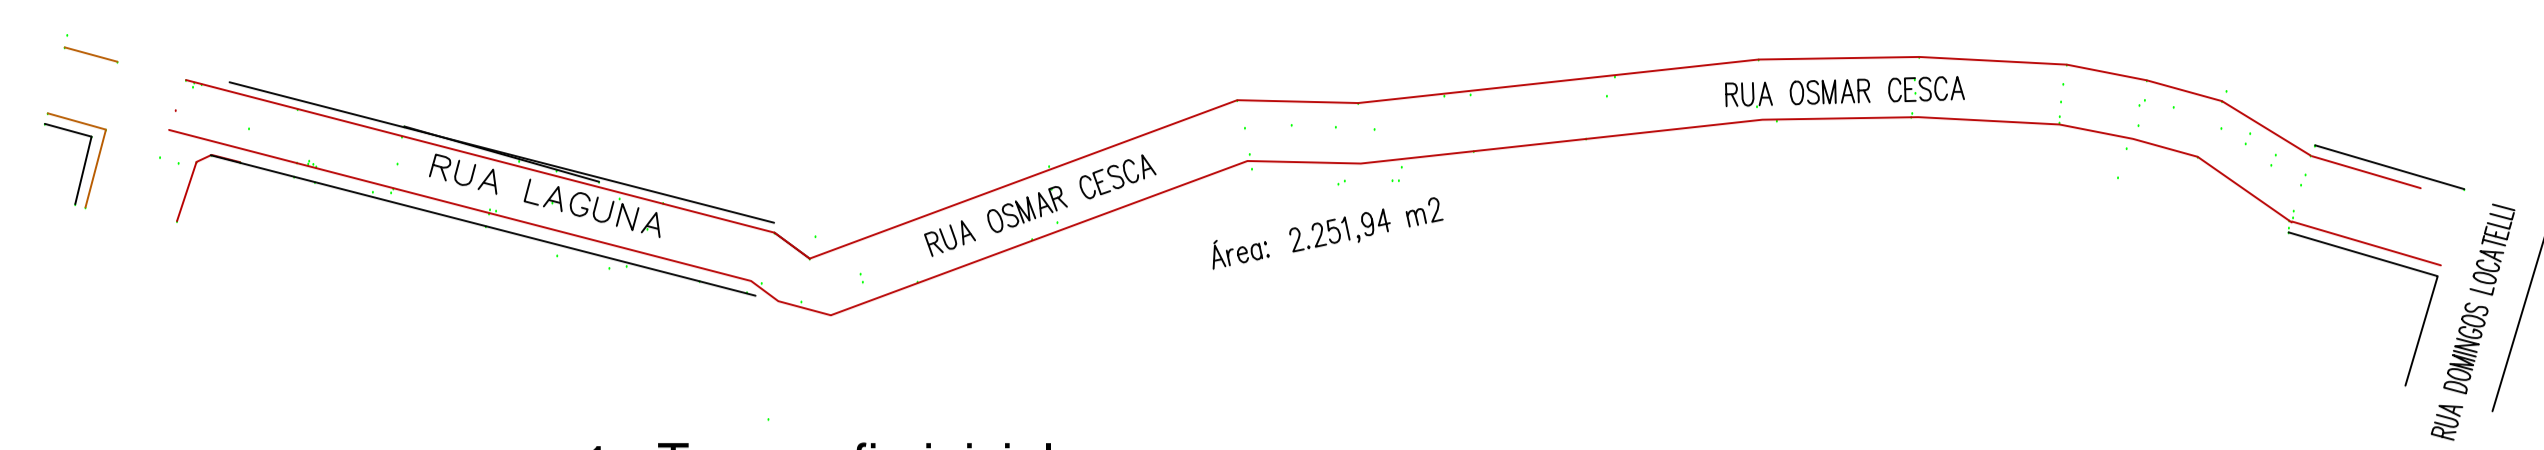 RUA LAGUNA
RUA OSMAR CESCA
RUA OSMAR CESCA
Área: 2.251,94 m2
RUA DOMINGOS LOCATELLI